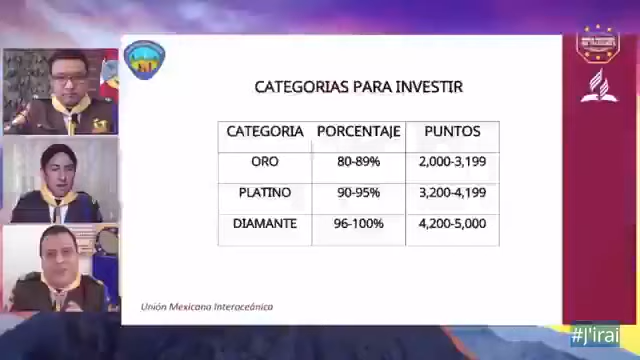 CATEGORIAS PARA INVESTIR
CATEGORIA PORCENTAJE PUNTOS
ORO 80-89% 2,000-3,199
PLATINO 90-95% 3,200-4,199
DIAMANTE 96-100% 4,200-5,000
Unión Mexicana Interoceánica
#J'irai